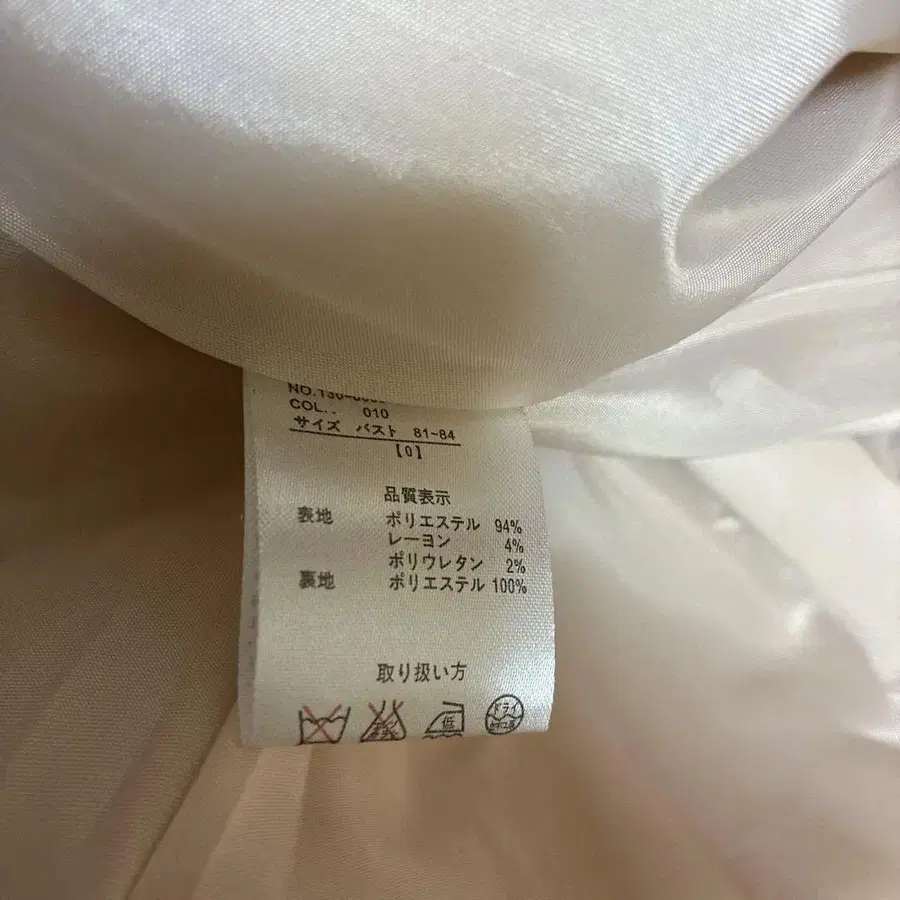 COL.: 010
サイズ バスト 81-84
[0]
品質表示
表地 ポリエステル 94%
レーヨン 4%
ポリウレタン 2%
裏地 ポリエステル 100%
取り扱い方
低 ドライ